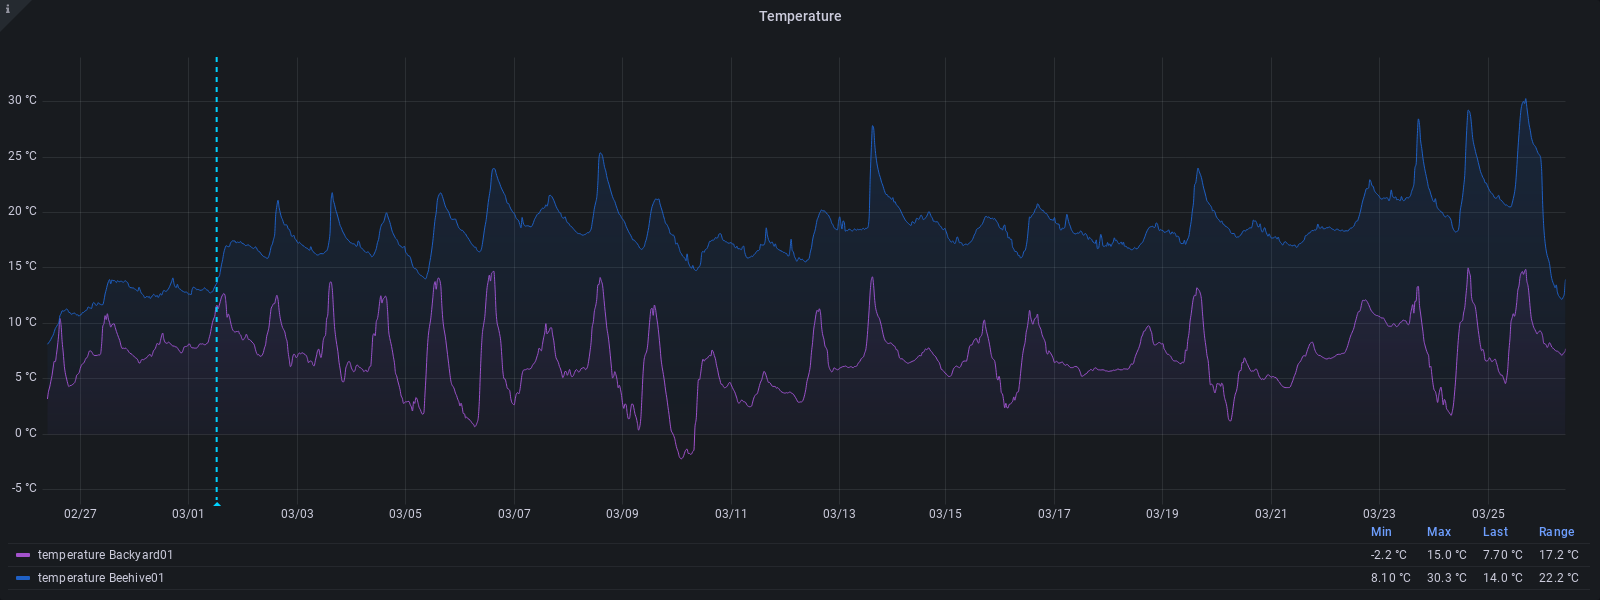 i
Temperature
30 °C
25 °C
20 °C
15 °C
10 °C
5 °C
0 °C
-5 °C
02/27 03/01 03/03 03/05 03/07 03/09 03/11 03/13 03/15 03/17 03/19 03/21 03/23 03/25
Min Max Last Range
temperature Backyard01 -2.2 °C 15.0 °C 7.70 °C 17.2 °C
temperature Beehive01 8.10 °C 30.3 °C 14.0 °C 22.2 °C